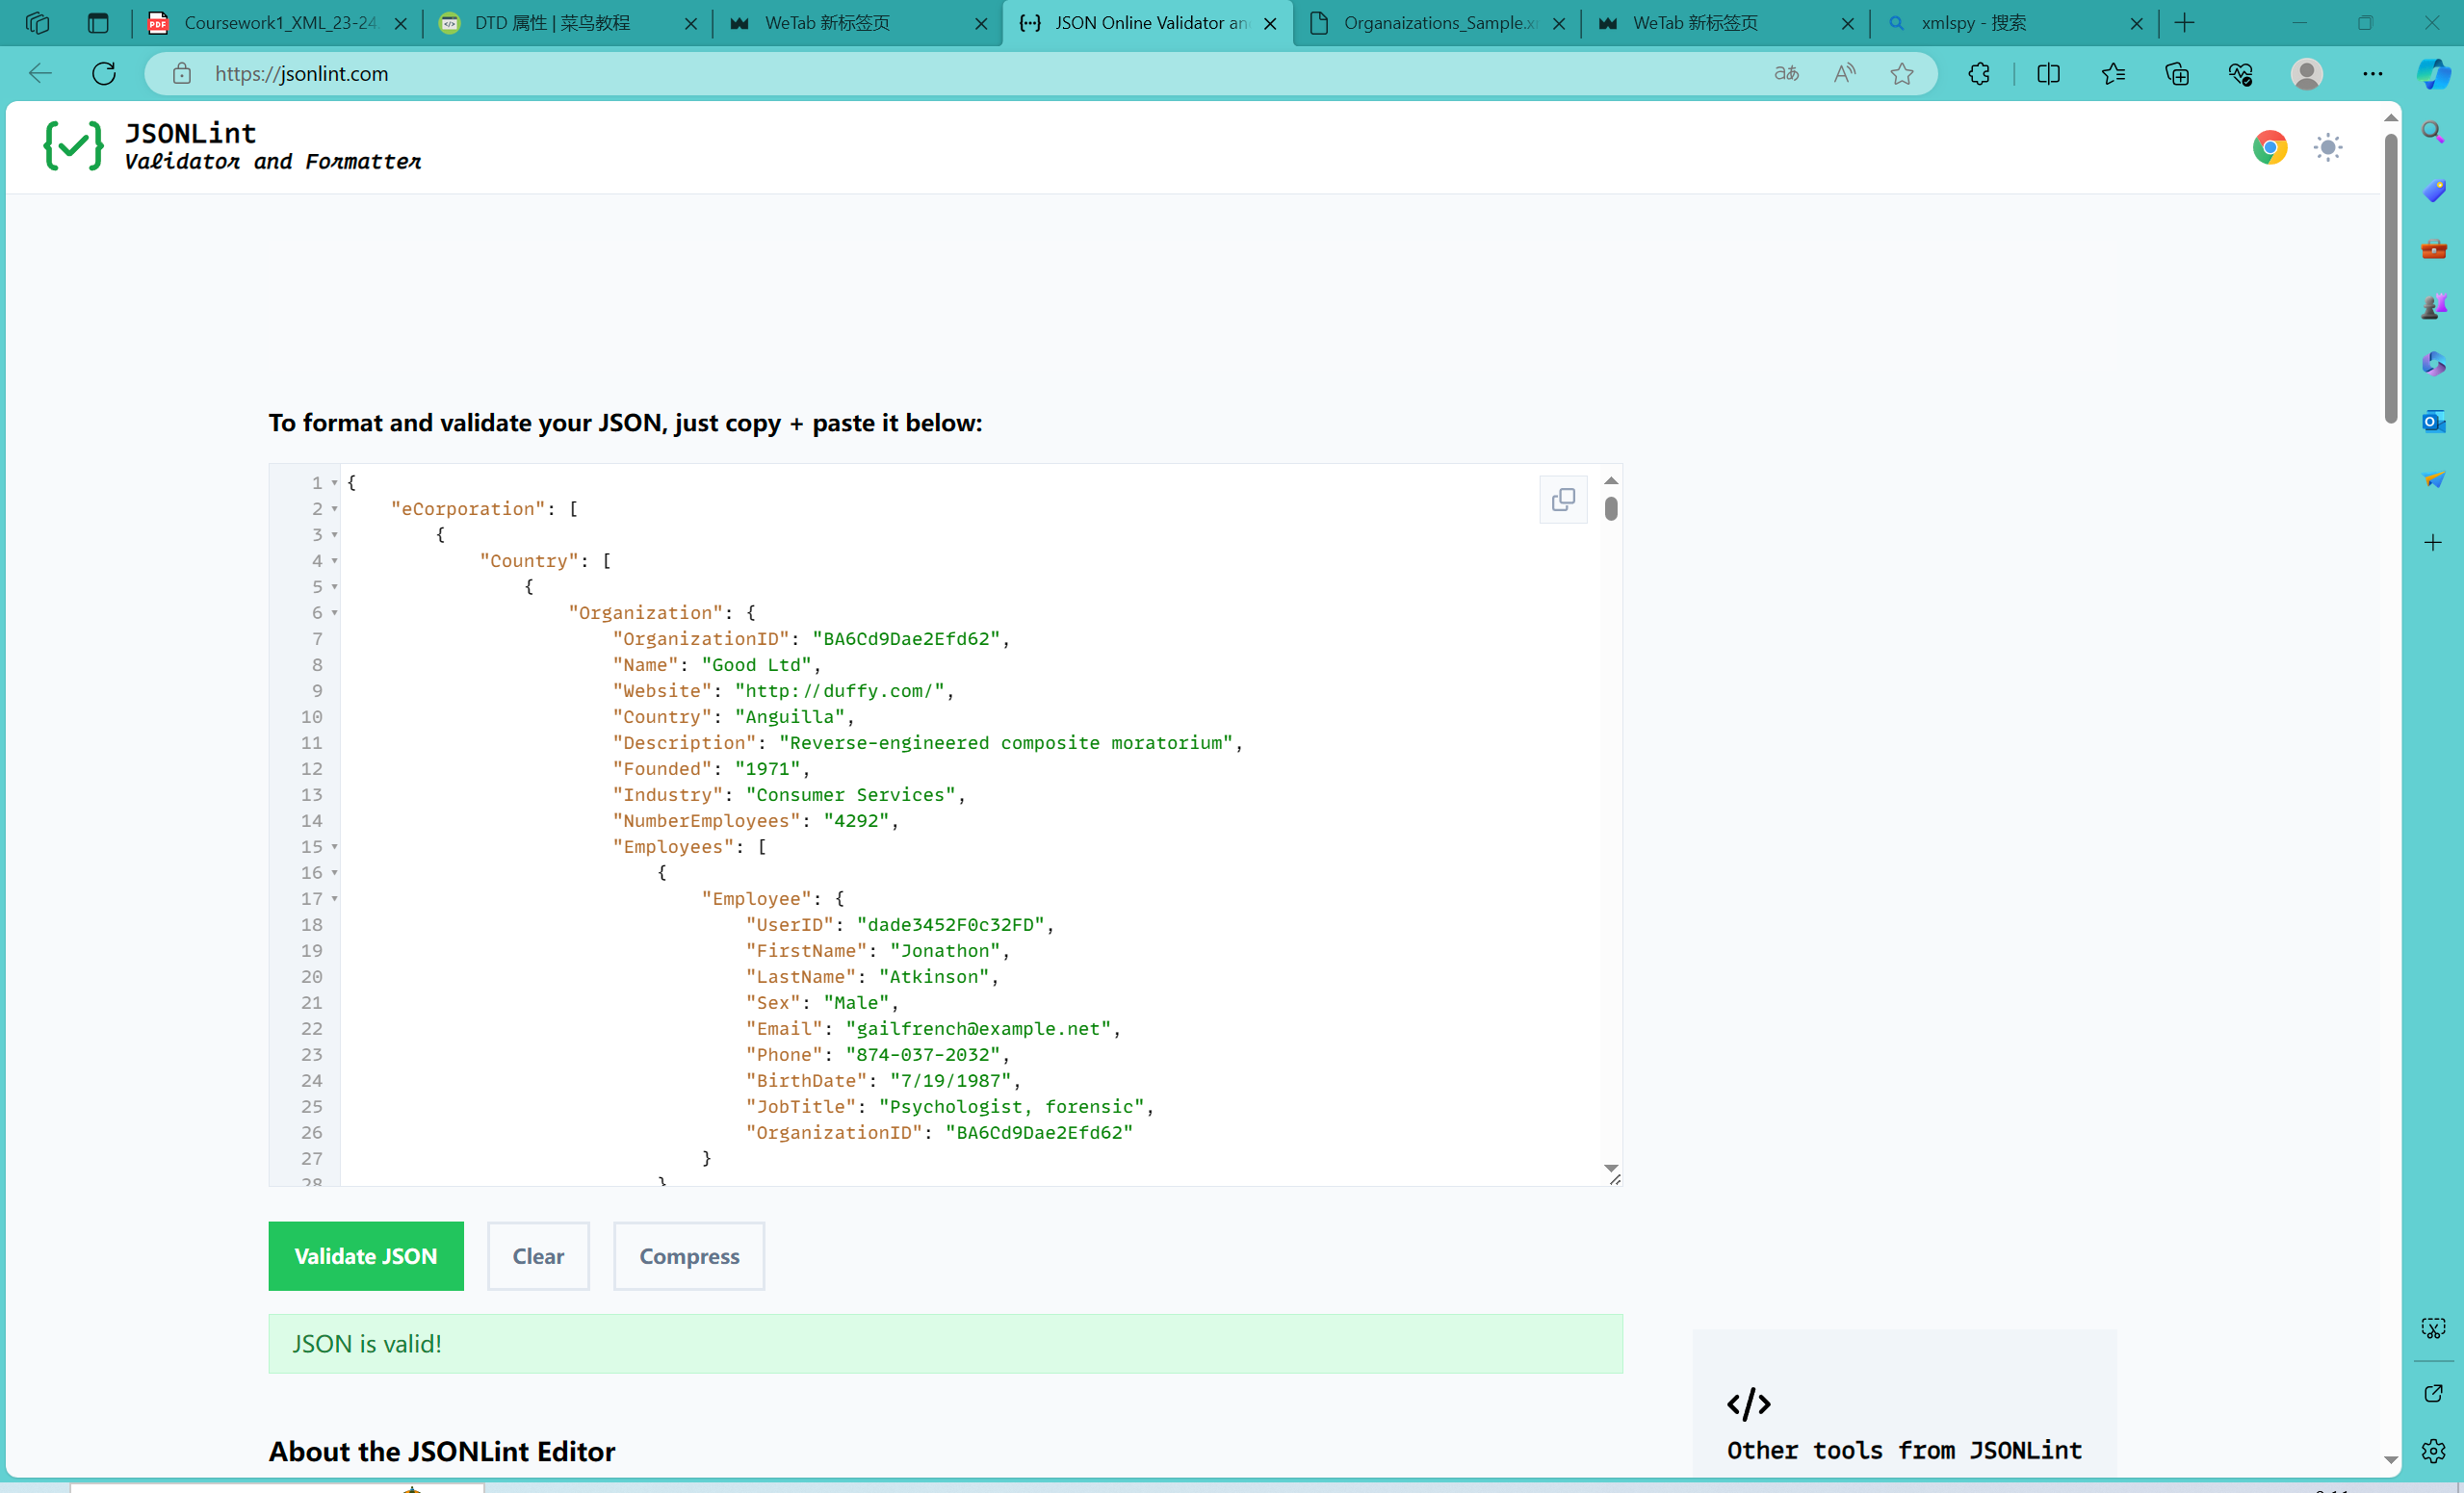 Coursework1_XML_23-24
DTD 属性 | 菜鸟教程
WeTab 新标签页
JSON Online Validator an
Organaizations_Sample.x
WeTab 新标签页
xmlspy - 搜索
https://jsonlint.com
JSONLint
Validator and Formatter
To format and validate your JSON, just copy + paste it below:
1 {
2 "eCorporation": [
3 {
4 "Country": [
5 {
6 "Organization": {
7 "OrganizationID": "BA6Cd9Dae2Efd62",
8 "Name": "Good Ltd",
9 "Website": "http://duffy.com/",
10 "Country": "Anguilla",
11 "Description": "Reverse-engineered composite moratorium",
12 "Founded": "1971",
13 "Industry": "Consumer Services",
14 "NumberEmployees": "4292",
15 "Employees": [
16 {
17 "Employee": {
18 "UserID": "dade3452F0c32FD",
19 "FirstName": "Jonathon",
20 "LastName": "Atkinson",
21 "Sex": "Male",
22 "Email": "gailfrench@example.net",
23 "Phone": "874-037-2032",
24 "BirthDate": "7/19/1987",
25 "JobTitle": "Psychologist, forensic",
26 "OrganizationID": "BA6Cd9Dae2Efd62"
27 }
28 }
Validate JSON
Clear
Compress
JSON is valid!
</>
Other tools from JSONLint
About the JSONLint Editor